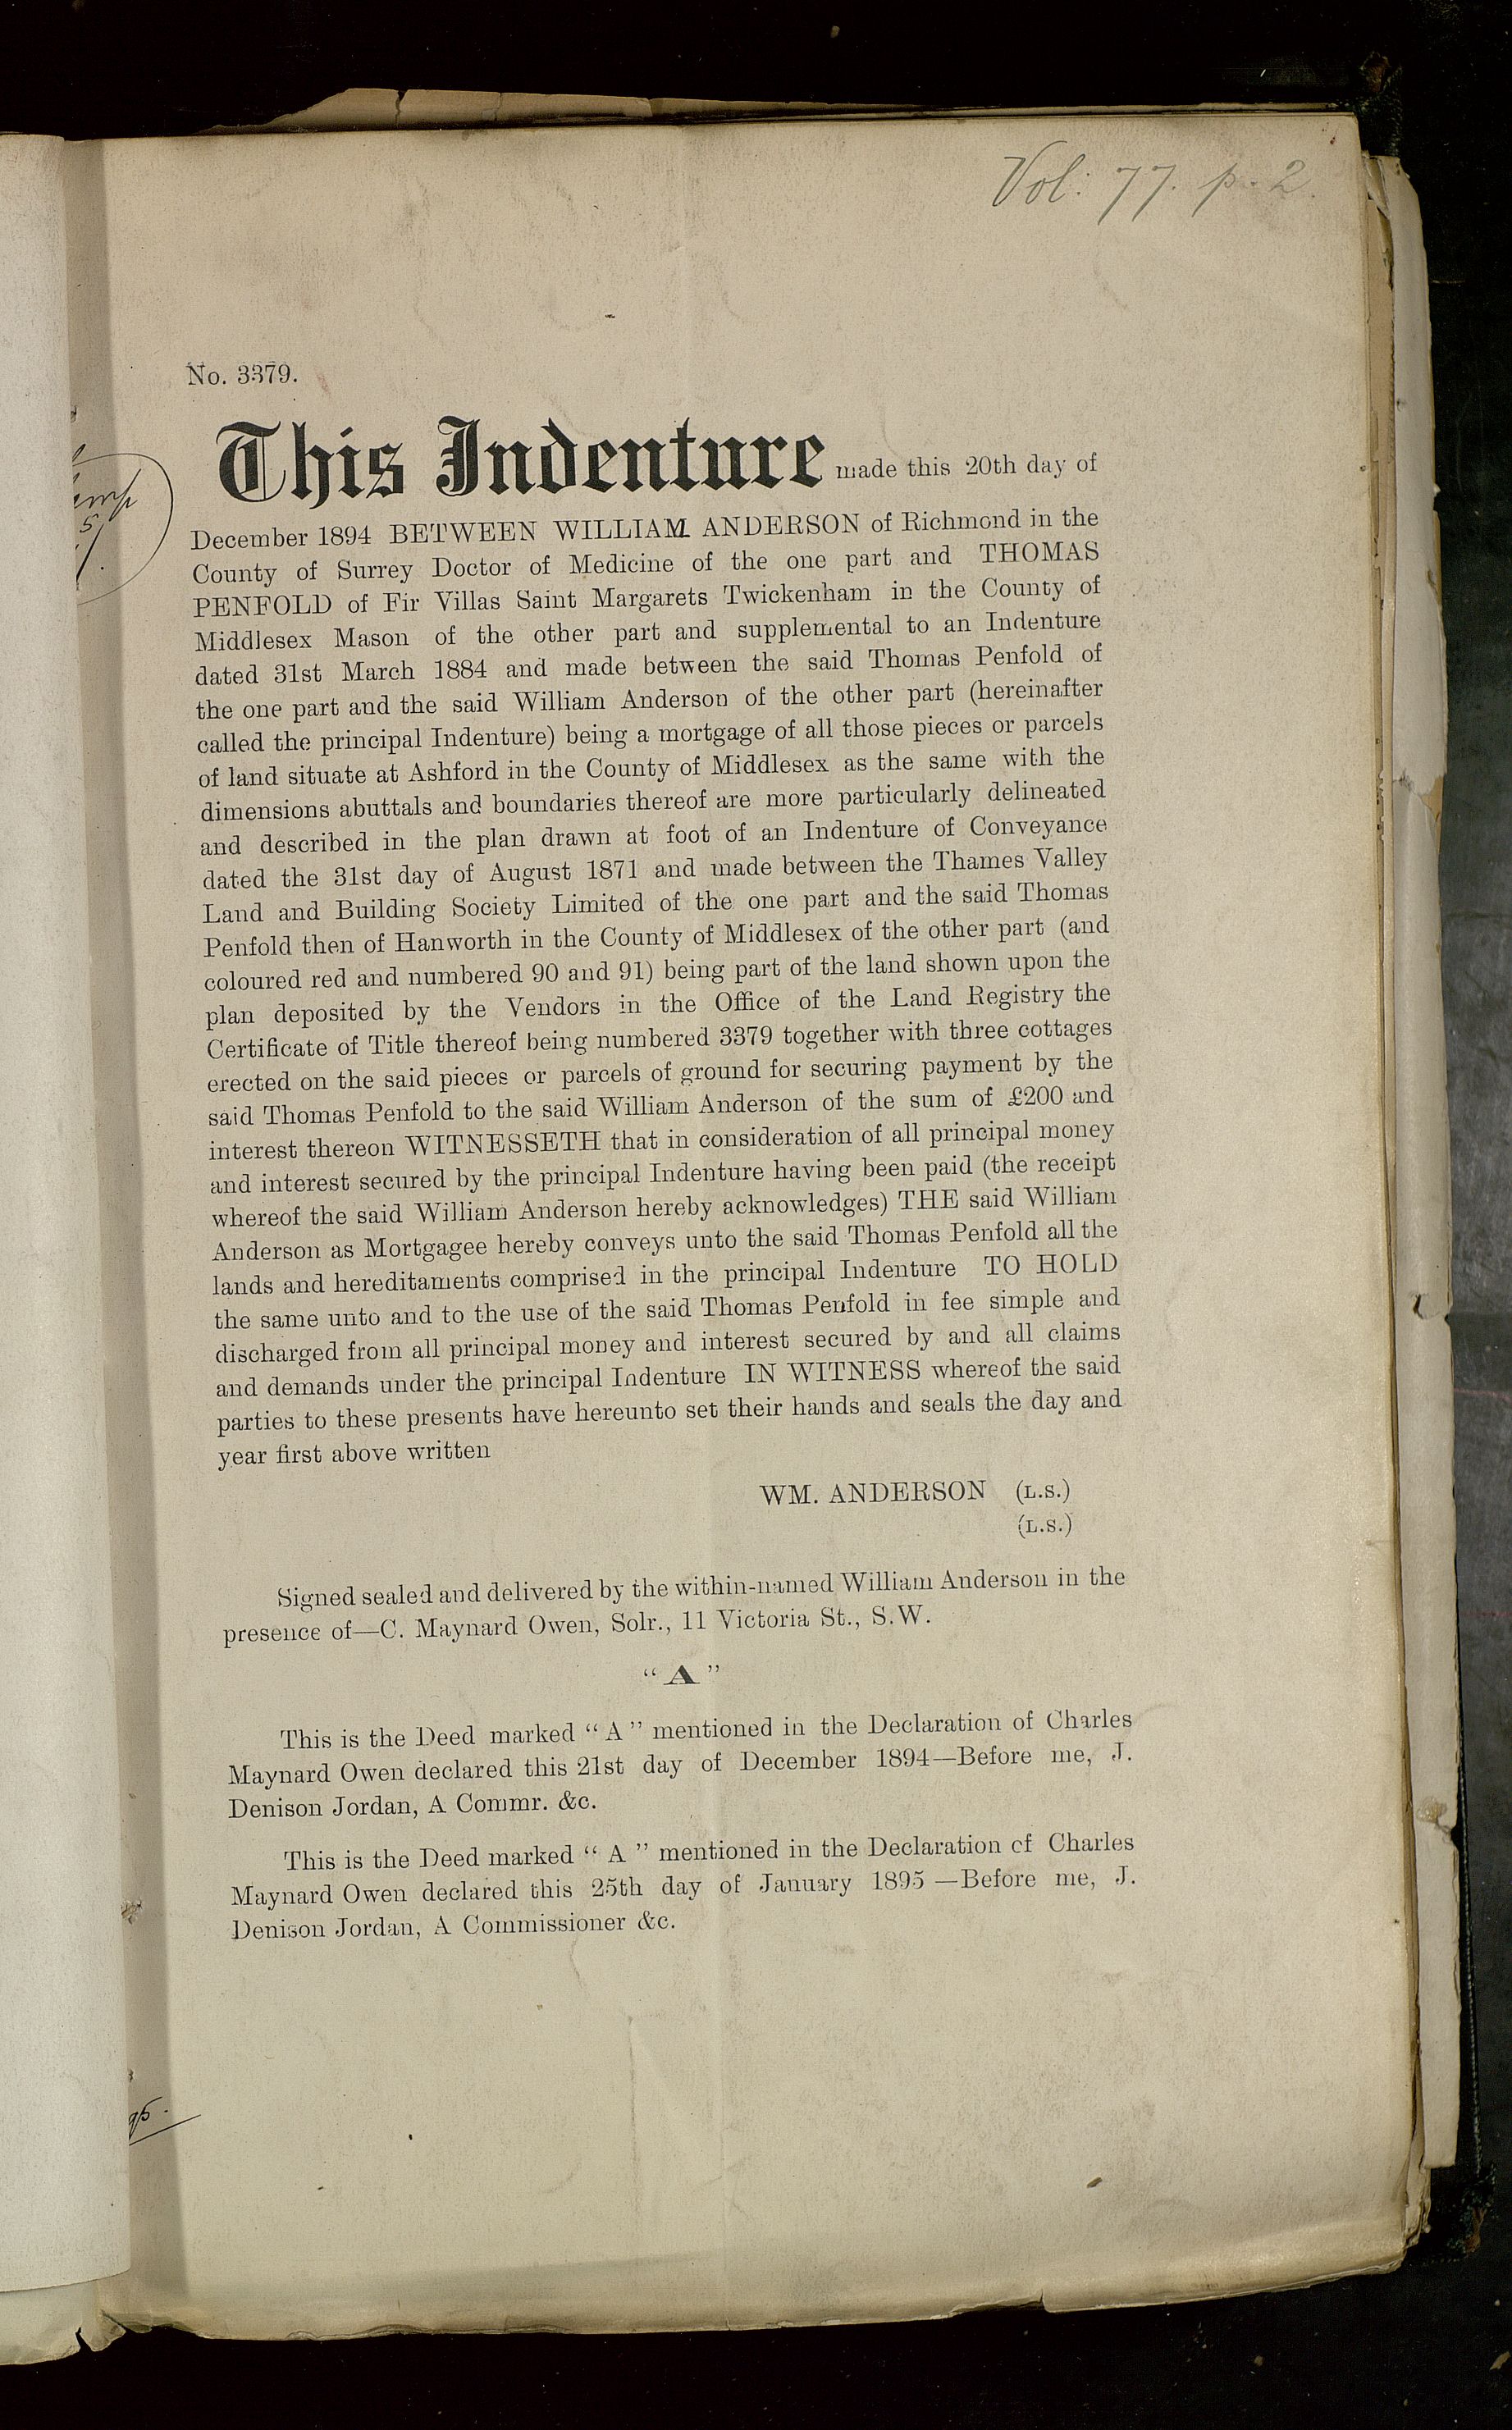 Vol: 77. p. 2.
No. 3379.
This Indenture made this 20th day of
December 1894 BETWEEN WILLIAM ANDERSON of Richmond in the
County of Surrey Doctor of Medicine of the one part and THOMAS
PENFOLD of Fir Villas Saint Margarets Twickenham in the County of
Middlesex Mason of the other part and supplemental to an Indenture
dated 31st March 1884 and made between the said Thomas Penfold of
the one part and the said William Anderson of the other part (hereinafter
called the principal Indenture) being a mortgage of all those pieces or parcels
of land situate at Ashford in the County of Middlesex as the same with the
dimensions abuttals and boundaries thereof are more particularly delineated
and described in the plan drawn at foot of an Indenture of Conveyance
dated the 31st day of August 1871 and made between the Thames Valley
Land and Building Society Limited of the one part and the said Thomas
Penfold then of Hanworth in the County of Middlesex of the other part (and
coloured red and numbered 90 and 91) being part of the land shown upon the
plan deposited by the Vendors in the Office of the Land Registry the
Certificate of Title thereof being numbered 3379 together with three cottages
erected on the said pieces or parcels of ground for securing payment by the
said Thomas Penfold to the said William Anderson of the sum of £200 and
interest thereon WITNESSETH that in consideration of all principal money
and interest secured by the principal Indenture having been paid (the receipt
whereof the said William Anderson hereby acknowledges) THE said William
Anderson as Mortgagee hereby conveys unto the said Thomas Penfold all the
lands and hereditaments comprised in the principal Indenture TO HOLD
the same unto and to the use of the said Thomas Penfold in fee simple and
discharged from all principal money and interest secured by and all claims
and demands under the principal Indenture IN WITNESS whereof the said
parties to these presents have hereunto set their hands and seals the day and
year first above written
WM. ANDERSON (L.S.)
(L.S.)
Signed sealed and delivered by the within-named William Anderson in the
presence of—C. Maynard Owen, Solr., 11 Victoria St., S.W.
“ A ”
This is the Deed marked “ A ” mentioned in the Declaration of Charles
Maynard Owen declared this 21st day of December 1894—Before me, J.
Denison Jordan, A Commr. &c.
This is the Deed marked “ A ” mentioned in the Declaration of Charles
Maynard Owen declared this 25th day of January 1895 —Before me, J.
Denison Jordan, A Commissioner &c.